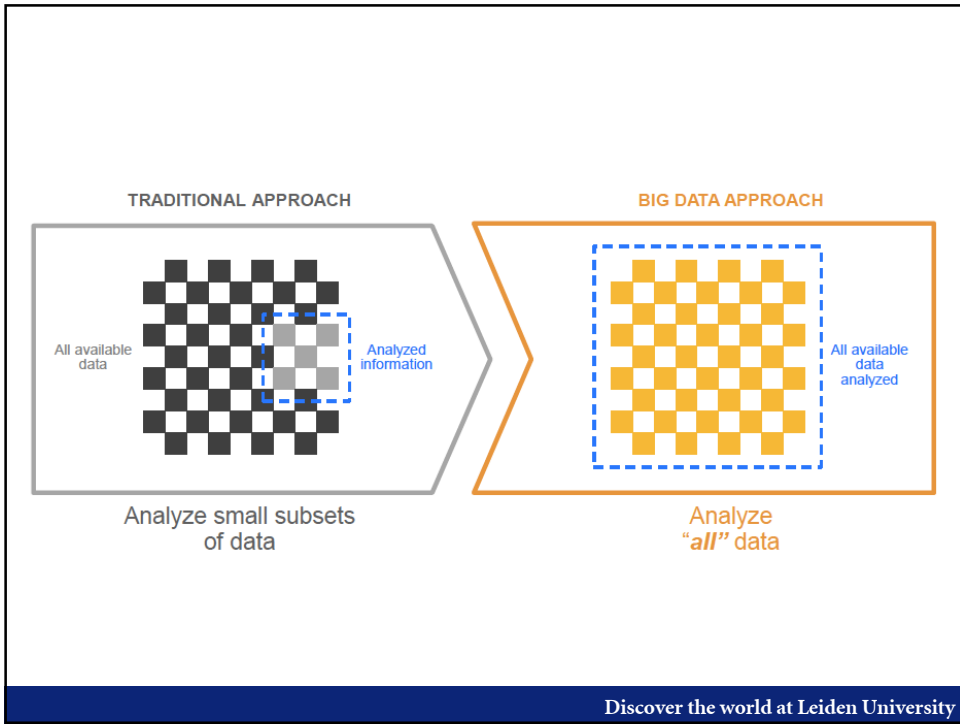 TRADITIONAL APPROACH
All available
data
Analyzed
information
Analyze small subsets
of data
BIG DATA APPROACH
All available
data
analyzed
Analyze
“all” data
Discover the world at Leiden University